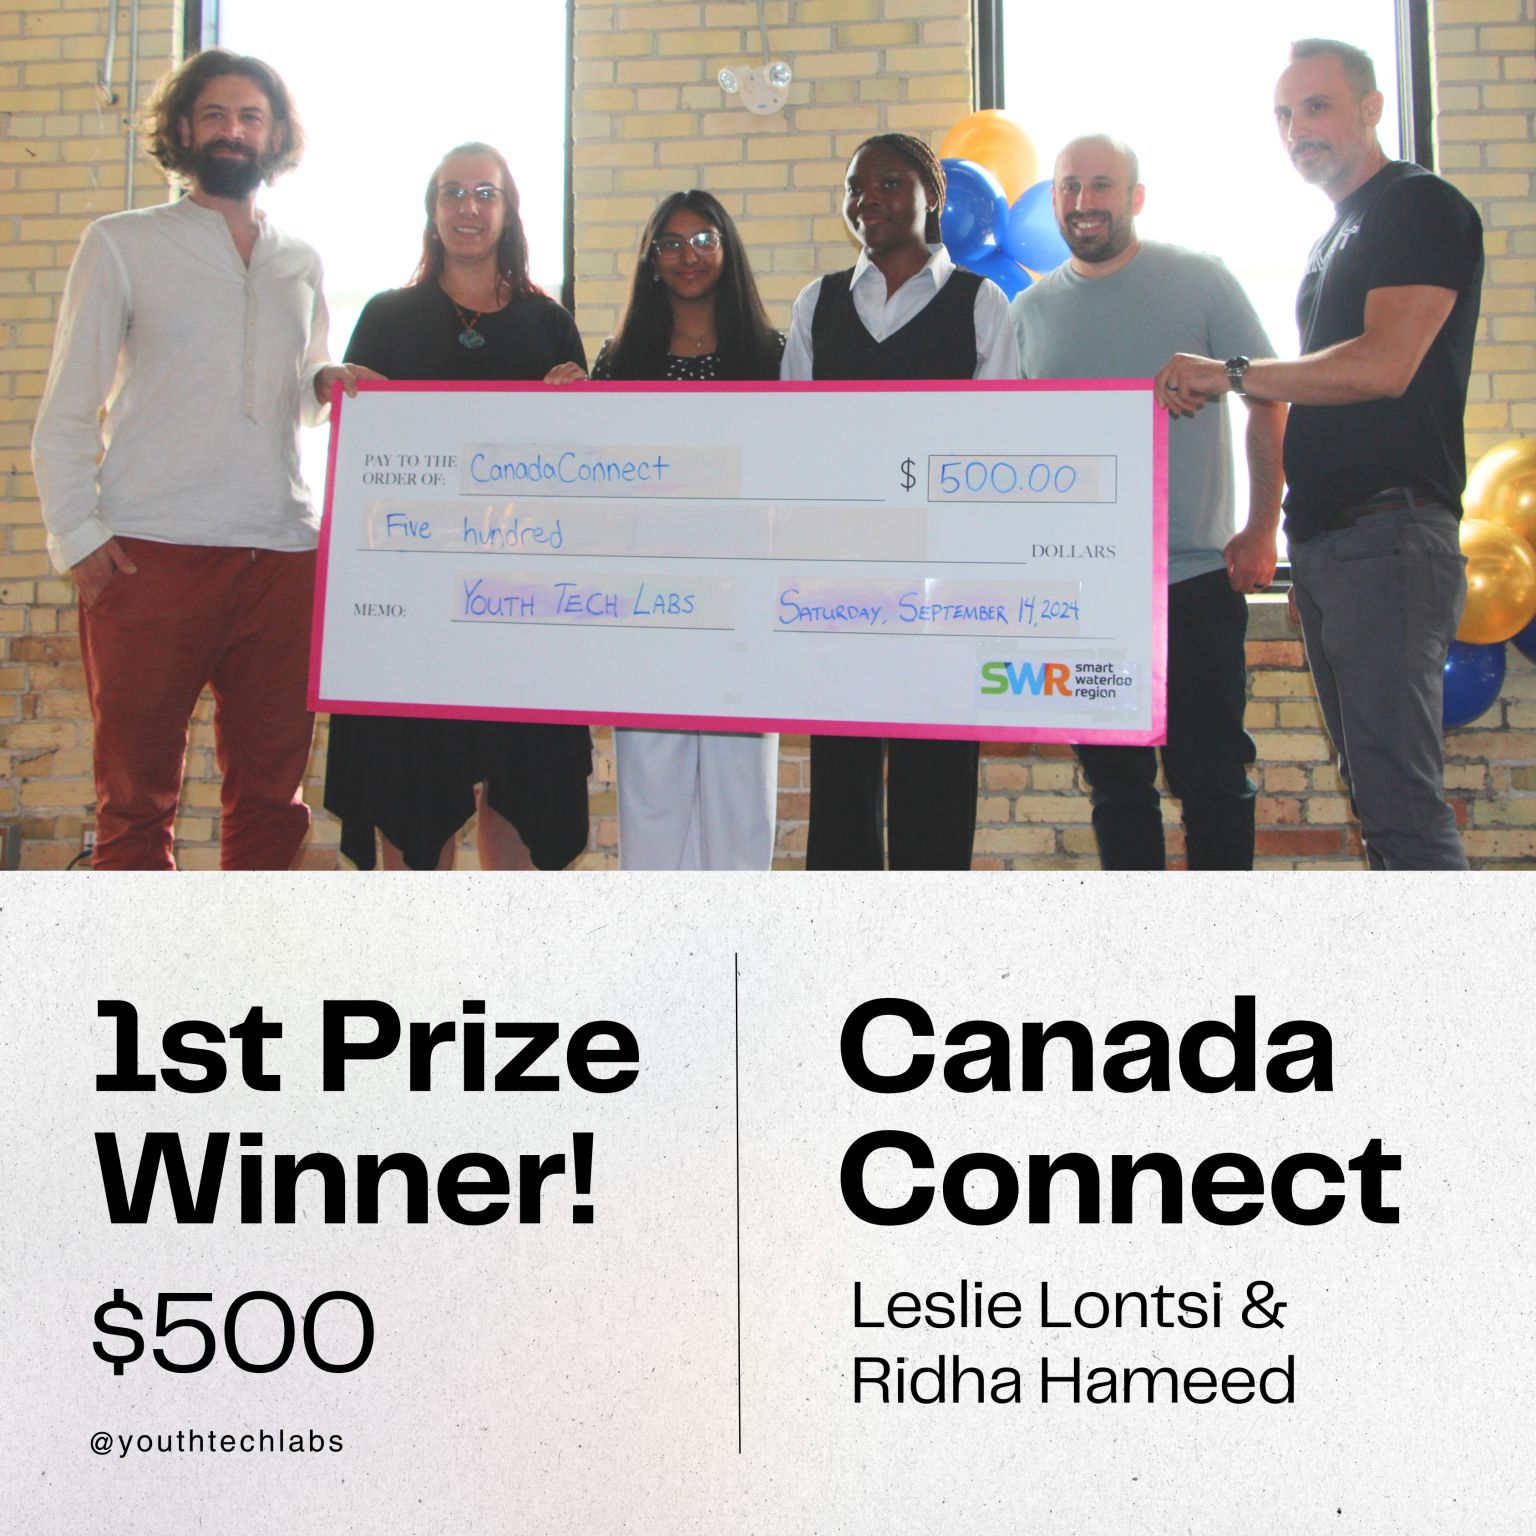 PAY TO THE
ORDER OF:
CanadaConnect
$ 500.00
Five hundred
DOLLARS
MEMO:
YOUTH TECH LABS
SATURDAY, SEPTEMBER 14, 2024
SWR smart
waterloo
region
1st Prize
Winner!
$500
@youthtechlabs
Canada
Connect
Leslie Lontsi &
Ridha Hameed